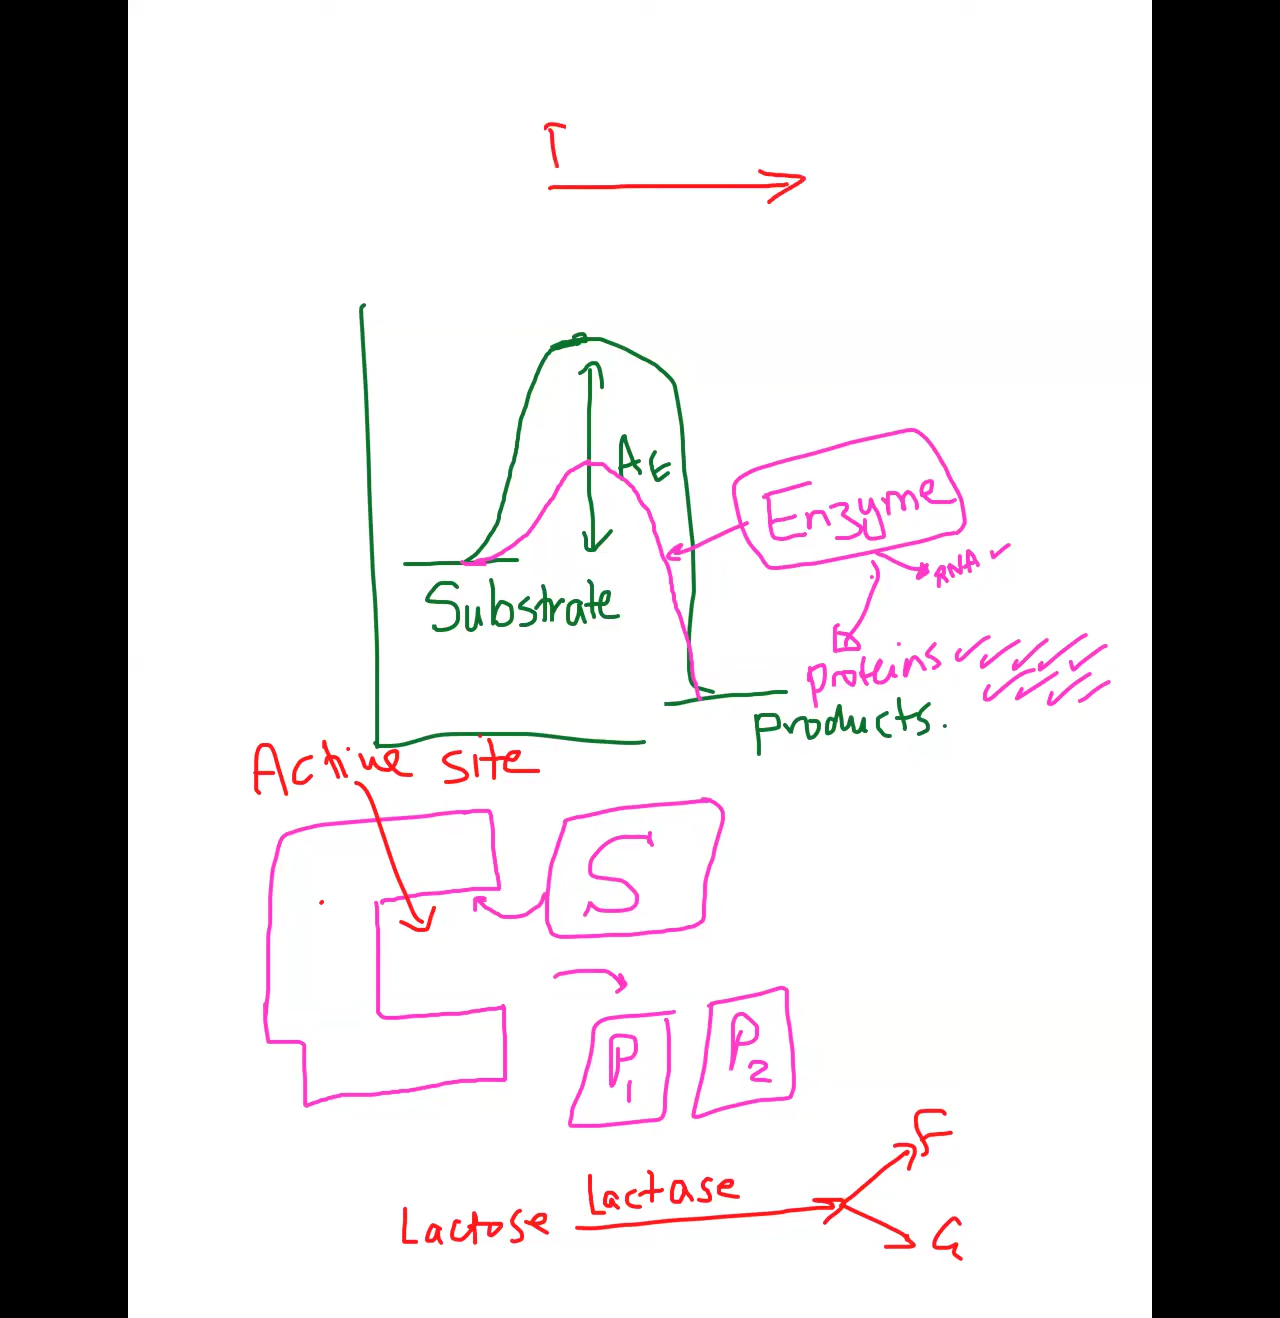 T
AE
Enzyme
RNA
Substrate
proteins
products.
Active site
S
P1
P2
F
Lactase
Lactose
G